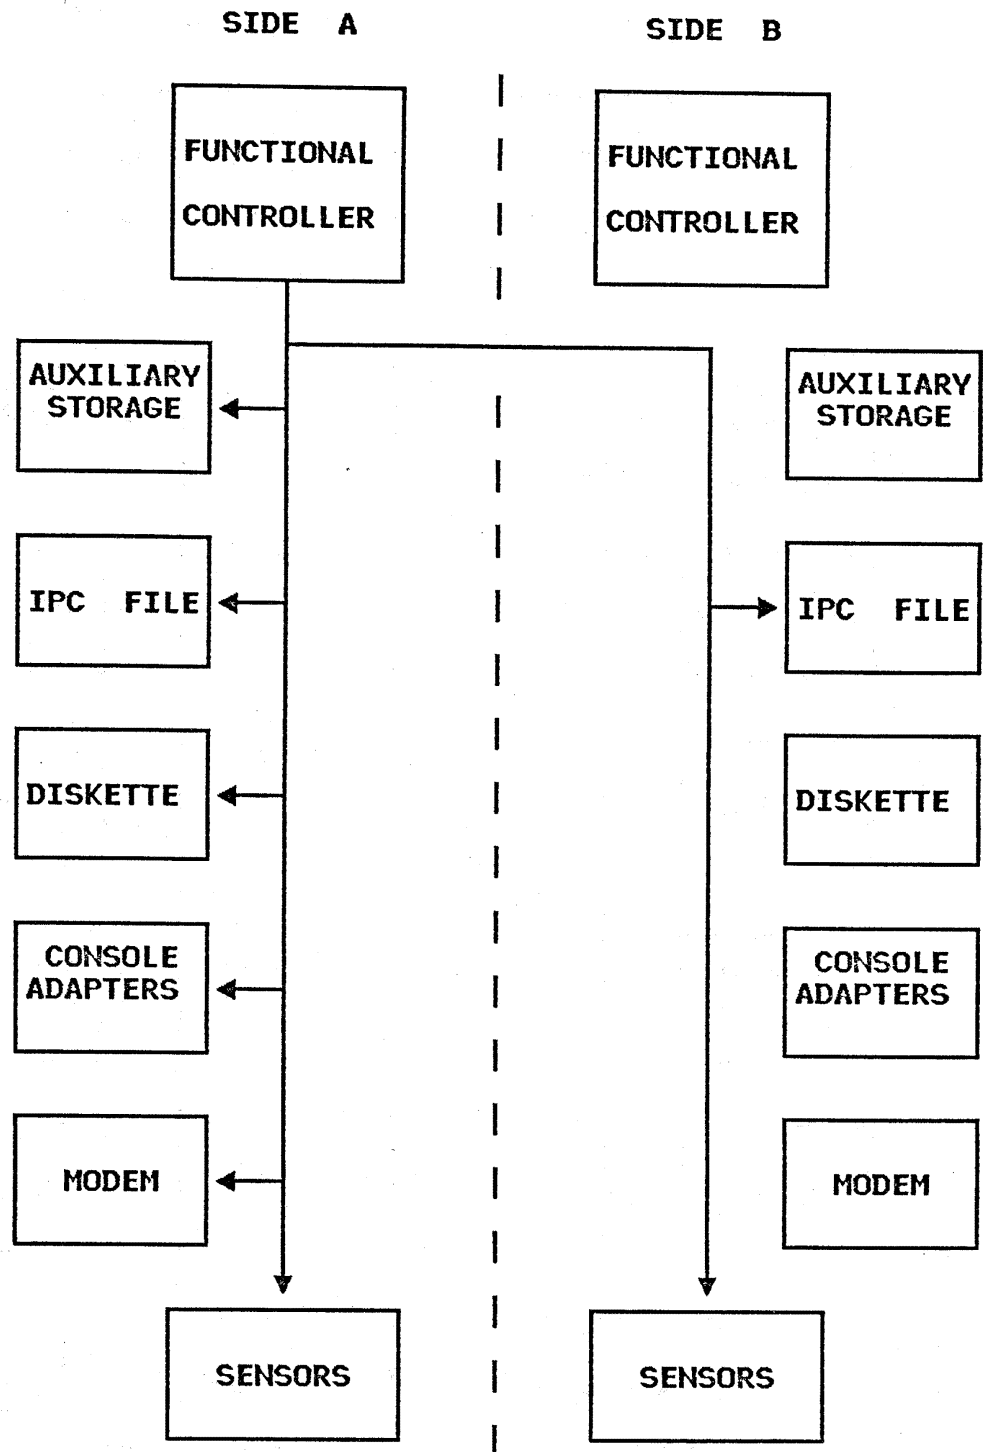 SIDE A
SIDE B
FUNCTIONAL
CONTROLLER
FUNCTIONAL
CONTROLLER
AUXILIARY
STORAGE
AUXILIARY
STORAGE
IPC FILE
IPC FILE
DISKETTE
DISKETTE
CONSOLE
ADAPTERS
CONSOLE
ADAPTERS
MODEM
MODEM
SENSORS
SENSORS